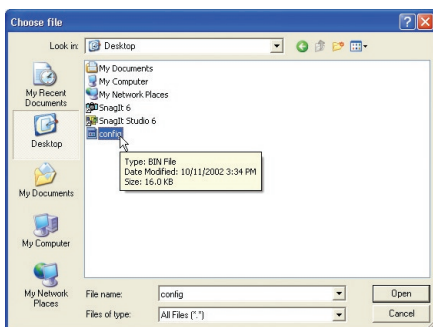 Choose file
Look in: Desktop
My Recent
Documents
Desktop
My Documents
My Computer
My Network
Places
My Documents
My Computer
My Network Places
SnagIt 6
SnagIt Studio 6
config
Type: BIN File
Date Modified: 10/11/2002 3:34 PM
Size: 16.0 KB
File name: config Open
Files of type: All Files (*.*) Cancel